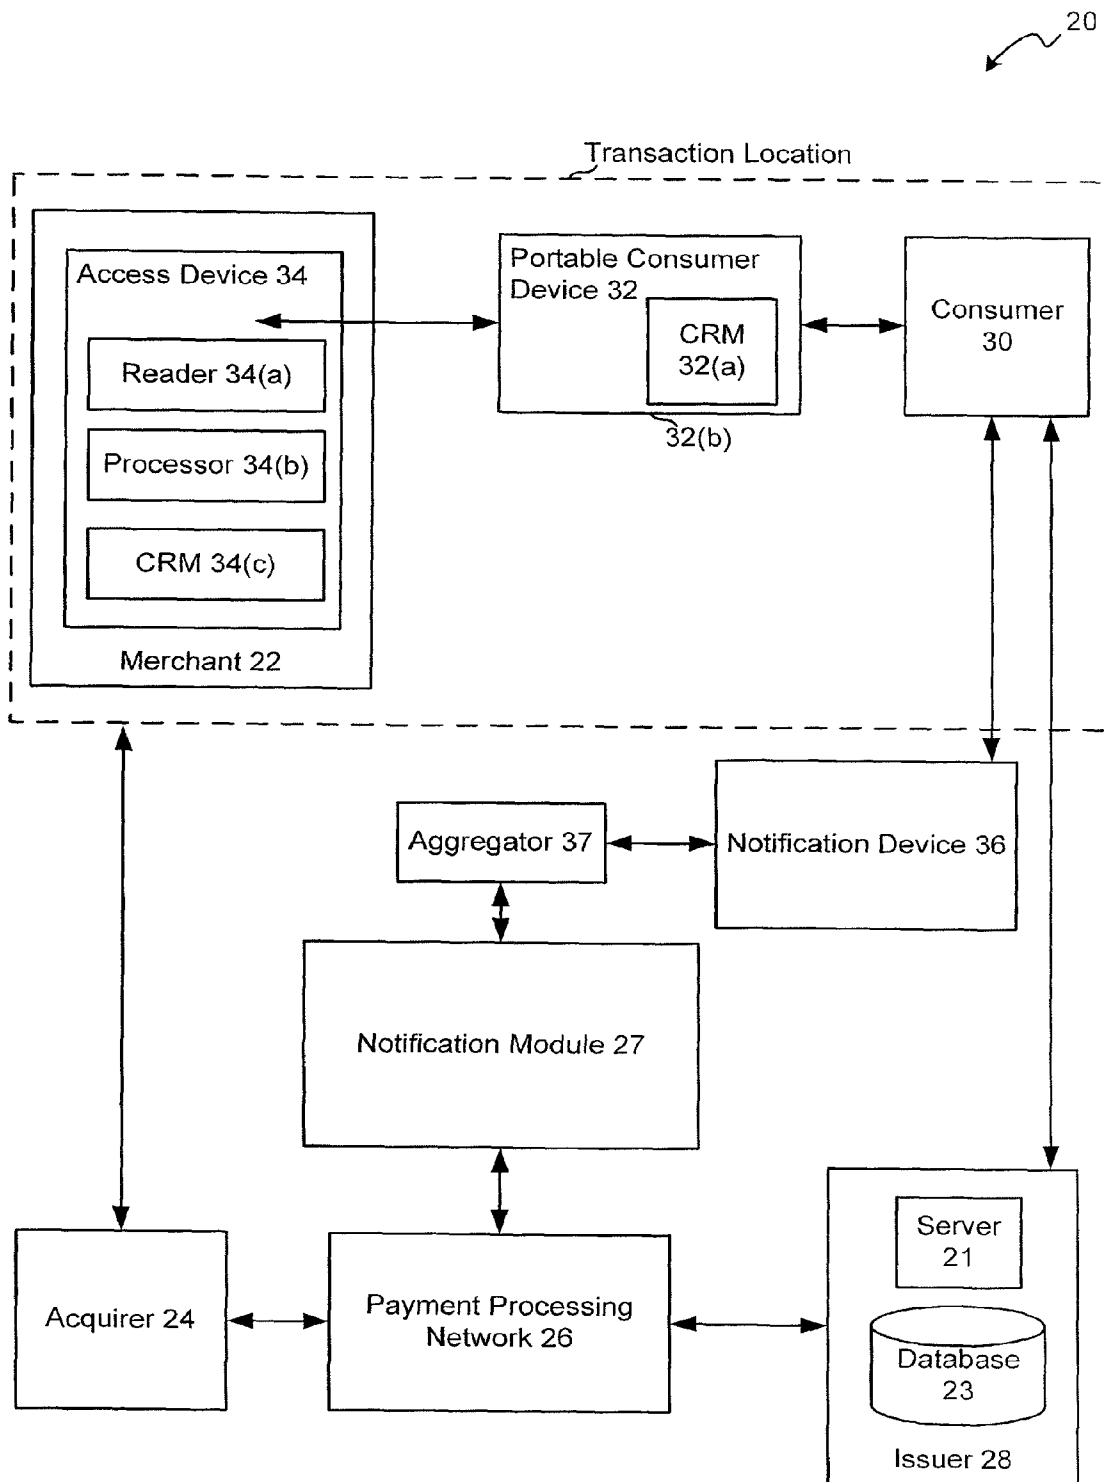 20
Transaction Location
Access Device 34
Reader 34(a)
Processor 34(b)
CRM 34(c)
Merchant 22
Portable Consumer
Device 32
CRM
32(a)
32(b)
Consumer
30
Aggregator 37
Notification Device 36
Notification Module 27
Acquirer 24
Payment Processing
Network 26
Server
21
Database
23
Issuer 28